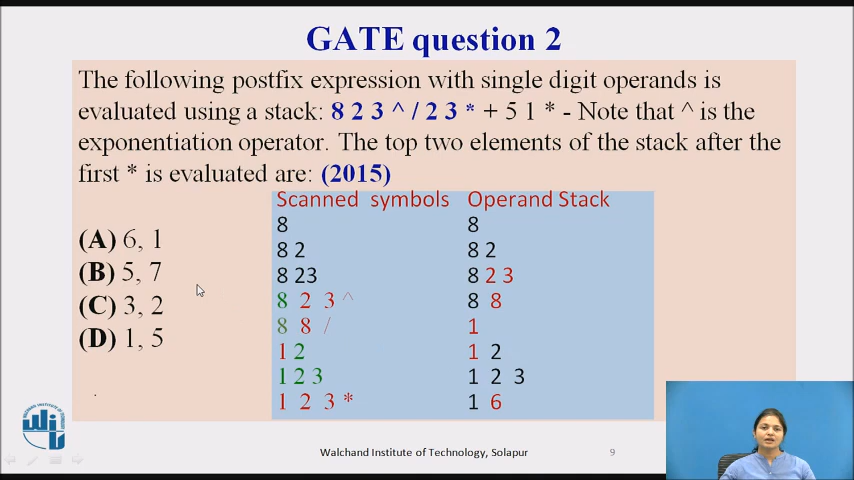 GATE question 2
The following postfix expression with single digit operands is
evaluated using a stack: 8 2 3 ^ / 2 3 * + 5 1 * - Note that ^ is the
exponentiation operator. The top two elements of the stack after the
first * is evaluated are: (2015)
(A) 6, 1
(B) 5, 7
(C) 3, 2
(D) 1, 5
.
Scanned symbols Operand Stack
8 8
8 2 8 2
8 23 8 2 3
8 2 3 ^ 8 8
8 8 / 1
1 2 1 2
1 2 3 1 2 3
1 2 3 * 1 6
Walchand Institute of Technology, Solapur 9